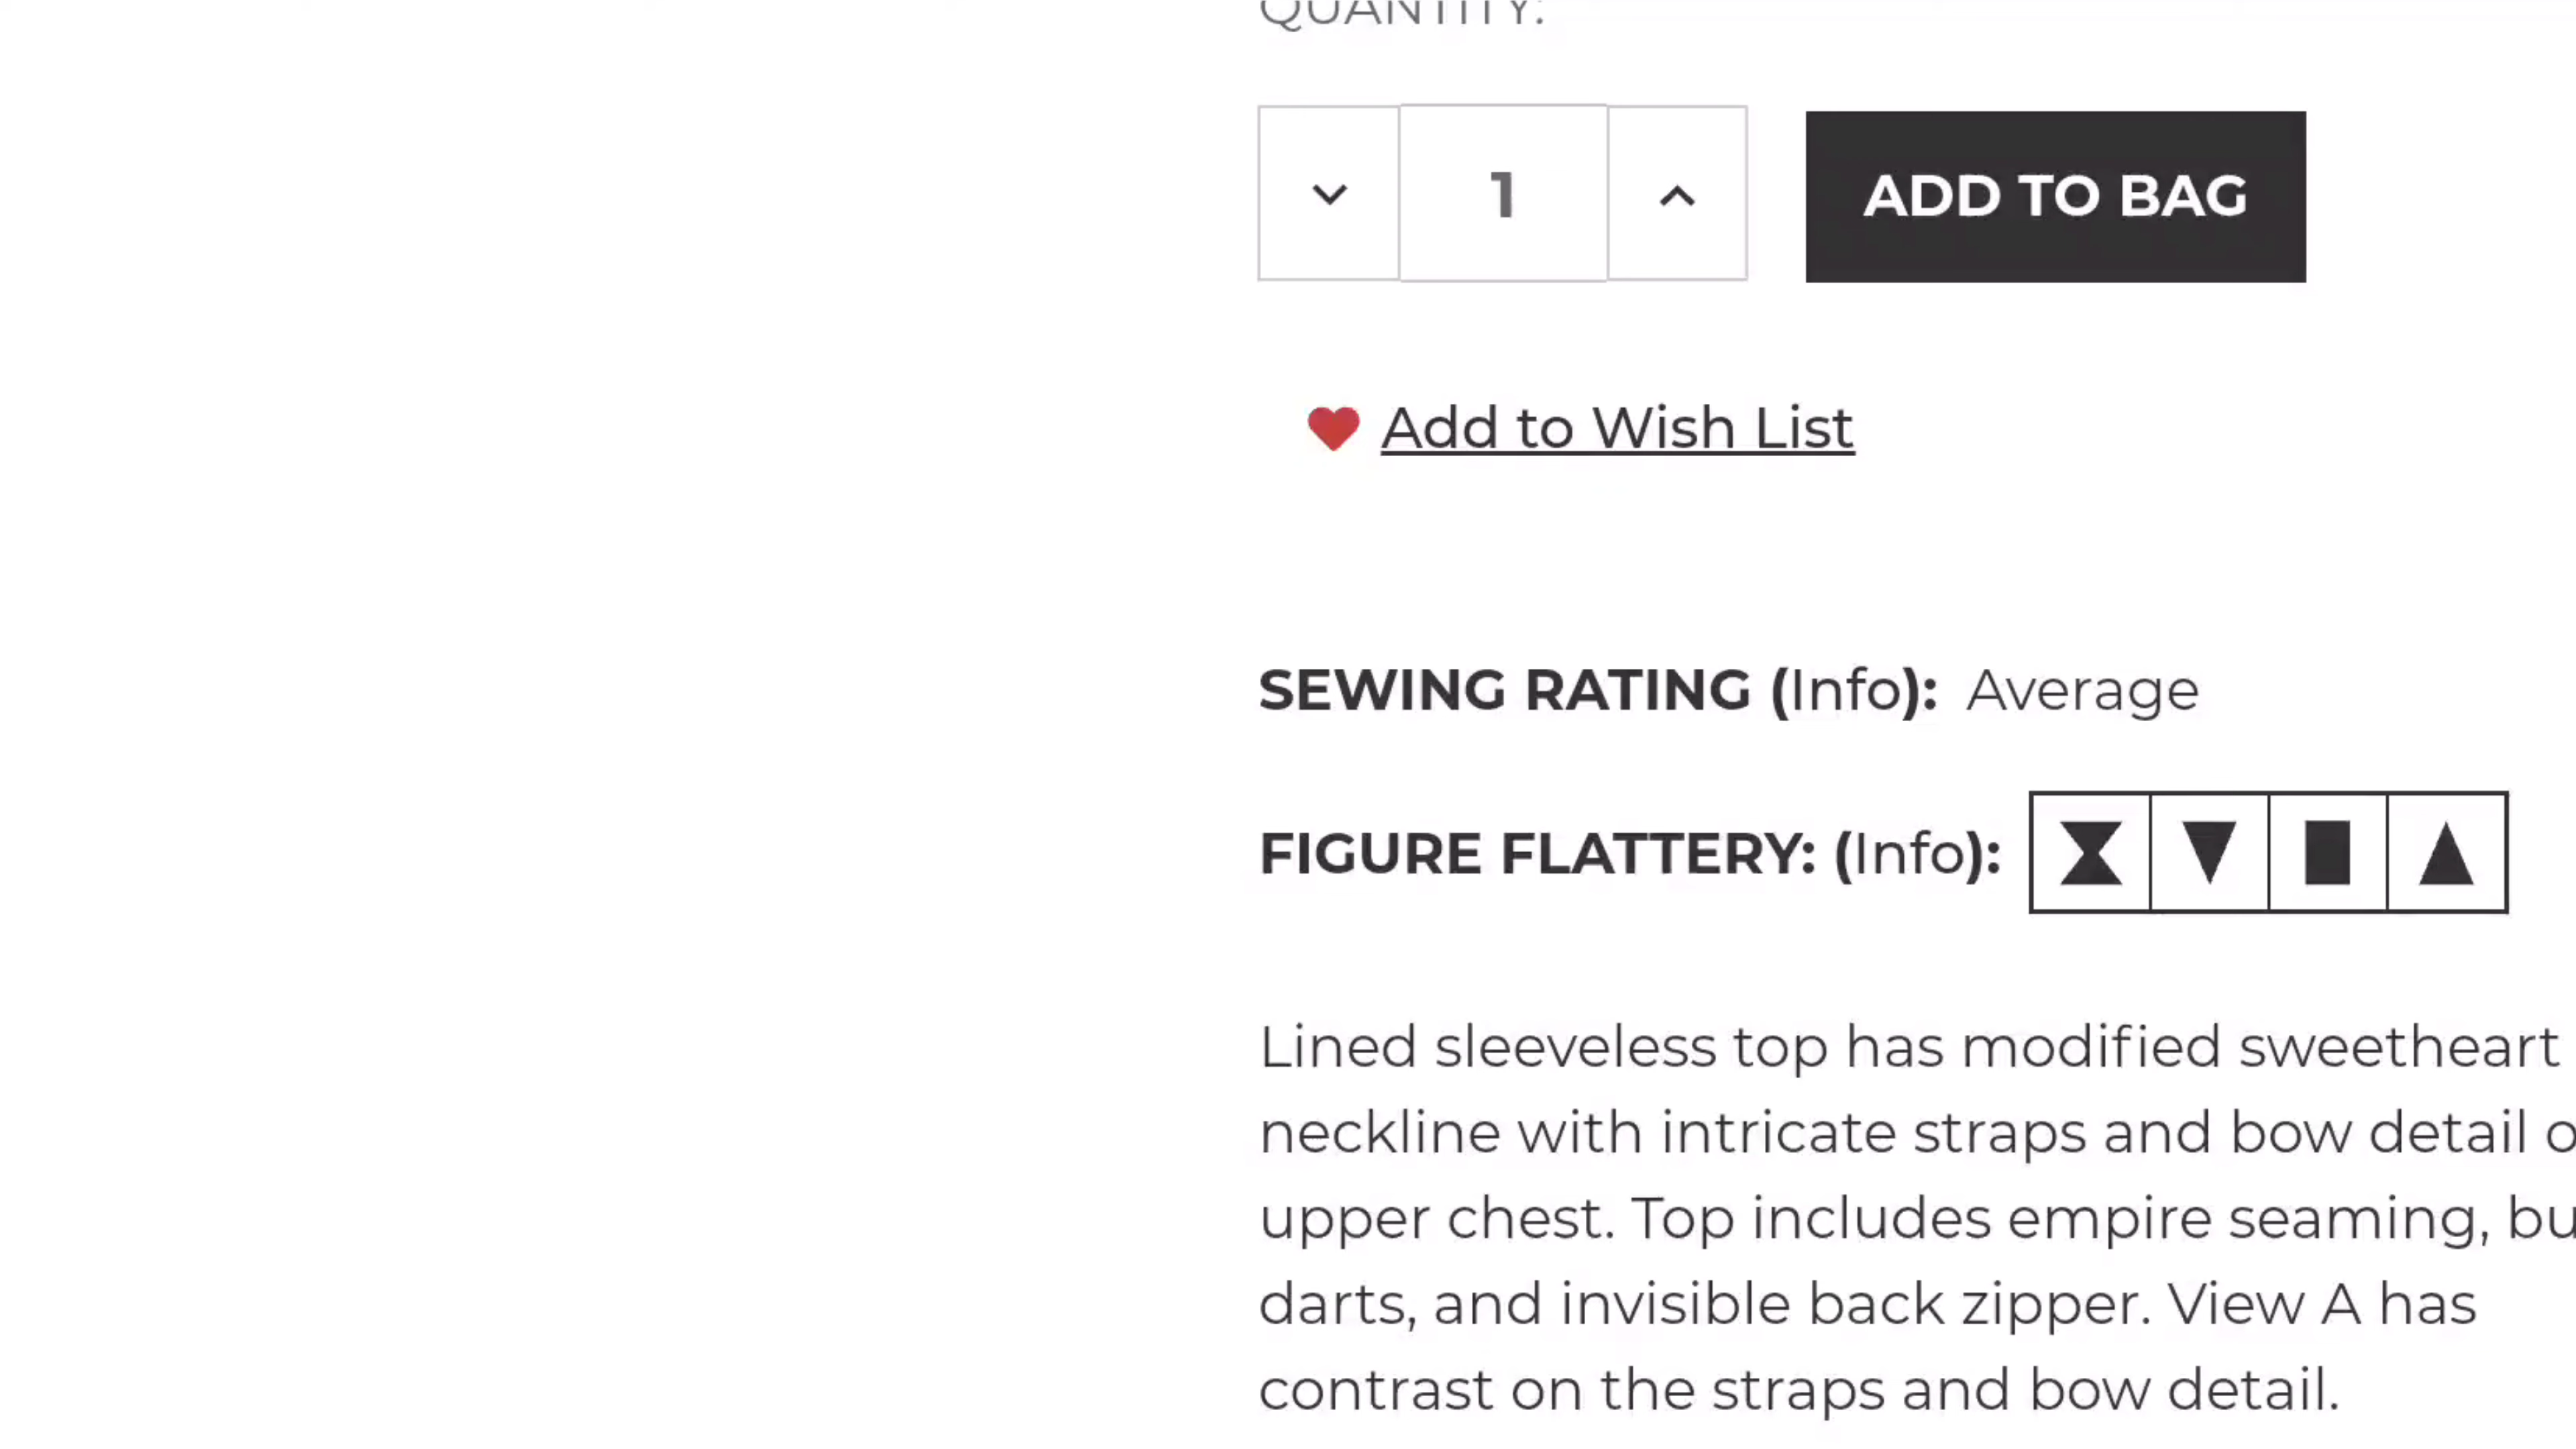 QUANTITY:
1
ADD TO BAG
Add to Wish List
SEWING RATING (Info): Average
FIGURE FLATTERY: (Info):
Lined sleeveless top has modified sweetheart
neckline with intricate straps and bow detail
upper chest. Top includes empire seaming,
darts, and invisible back zipper. View A has
contrast on the straps and bow detail.